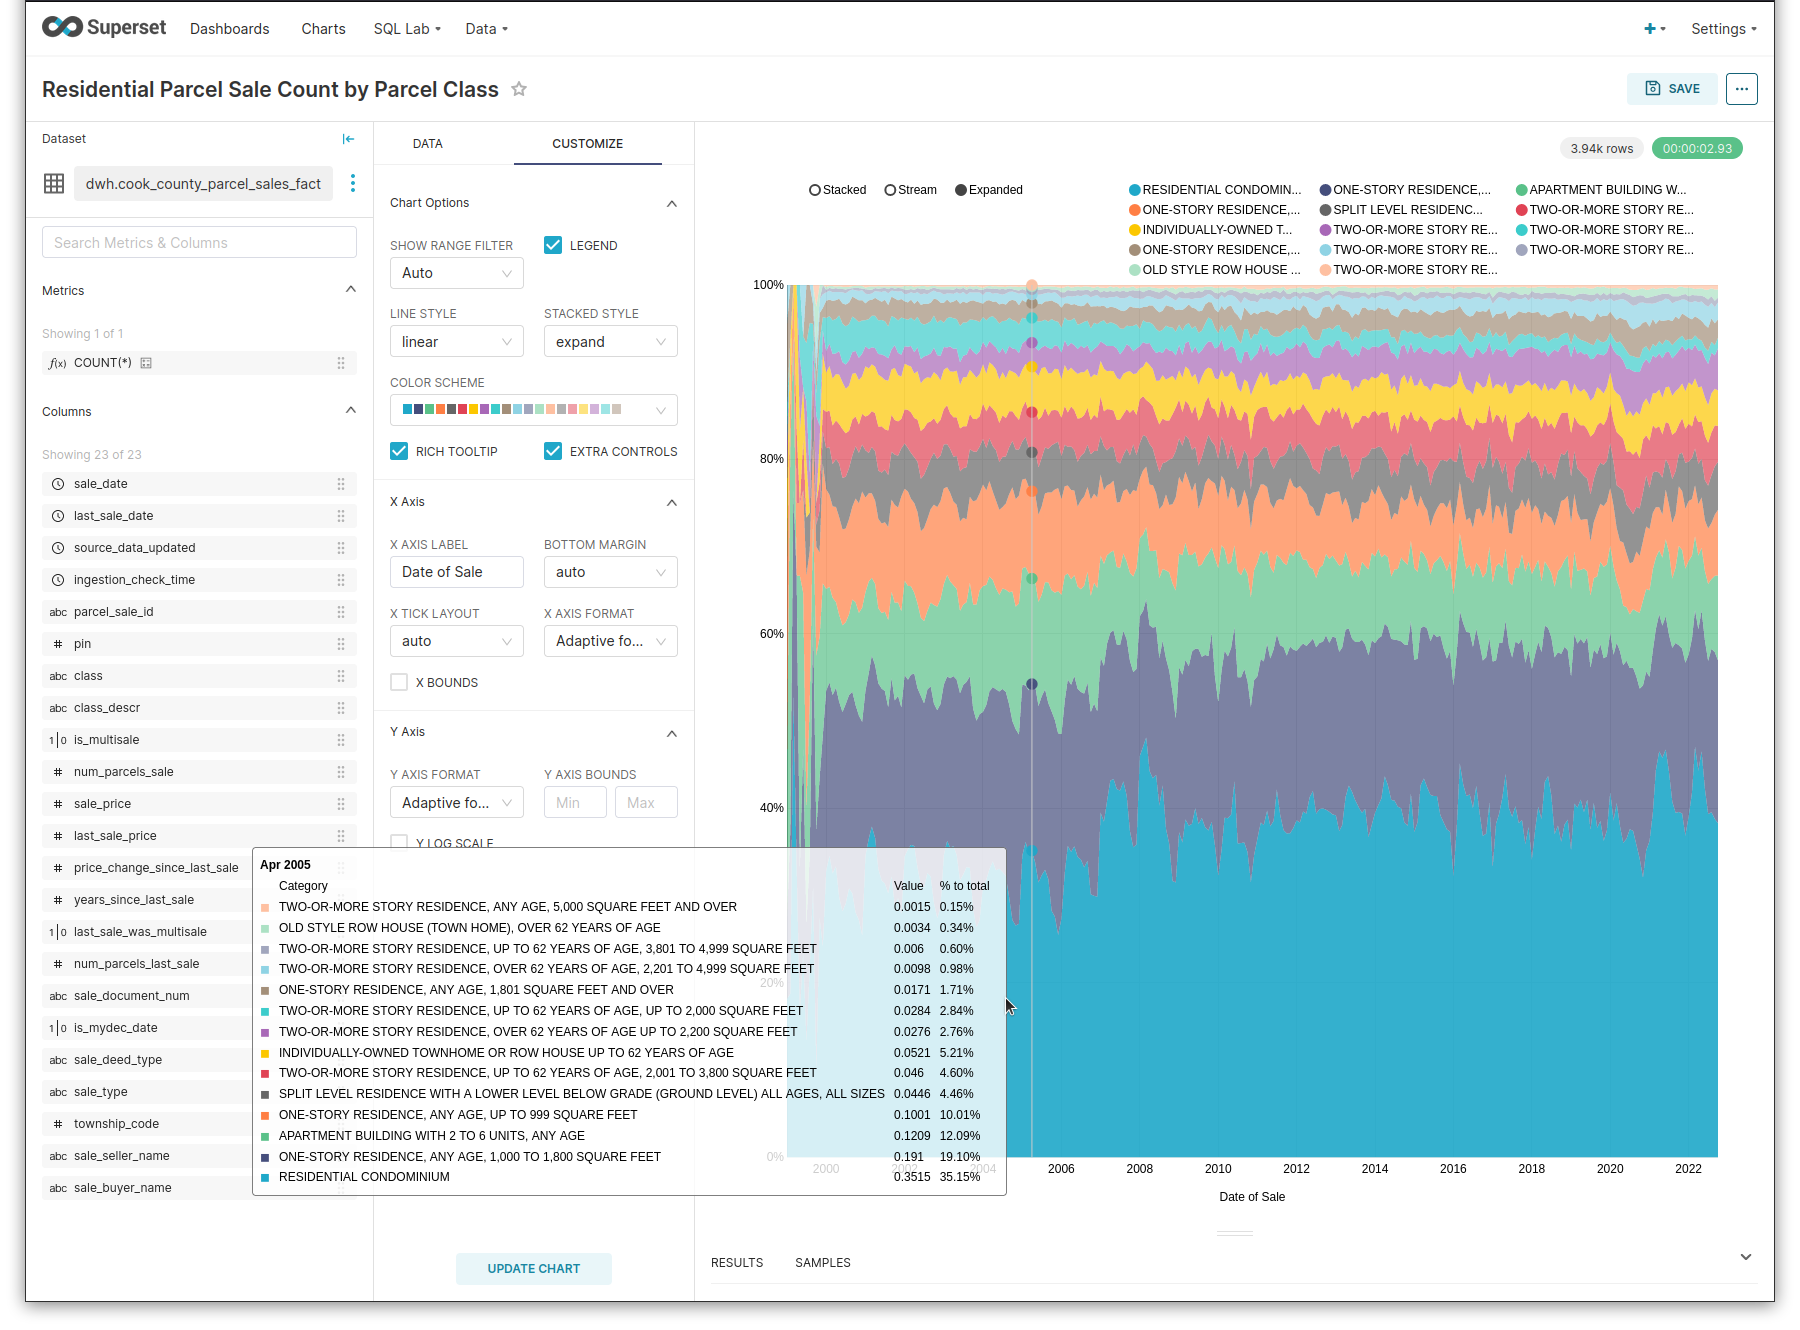 Superset Dashboards Charts SQL Lab Data Settings
Residential Parcel Sale Count by Parcel Class SAVE
Dataset
dwh.cook_county_parcel_sales_fact
Search Metrics & Columns
Metrics
Showing 1 of 1
f(x) COUNT(*)
Columns
Showing 23 of 23
sale_date
last_sale_date
source_data_updated
ingestion_check_time
abc parcel_sale_id
# pin
abc class
abc class_descr
1|0 is_multisale
# num_parcels_sale
# sale_price
# last_sale_price
# price_change_since_last_sale
# years_since_last_sale
1|0 last_sale_was_multisale
# num_parcels_last_sale
abc sale_document_num
1|0 is_mydec_date
abc sale_deed_type
abc sale_type
# township_code
abc sale_seller_name
abc sale_buyer_name
DATA CUSTOMIZE
Chart Options
SHOW RANGE FILTER LEGEND
Auto
LINE STYLE STACKED STYLE
linear expand
COLOR SCHEME
RICH TOOLTIP EXTRA CONTROLS
X Axis
X AXIS LABEL BOTTOM MARGIN
Date of Sale auto
X TICK LAYOUT X AXIS FORMAT
auto Adaptive fo...
X BOUNDS
Y Axis
Y AXIS FORMAT Y AXIS BOUNDS
Adaptive fo... Min Max
Y LOG SCALE
UPDATE CHART
3.94k rows 00:00:02.93
Stacked Stream Expanded
RESIDENTIAL CONDOMIN... ONE-STORY RESIDENCE,... APARTMENT BUILDING W...
ONE-STORY RESIDENCE,... SPLIT LEVEL RESIDENC... TWO-OR-MORE STORY RE...
INDIVIDUALLY-OWNED T... TWO-OR-MORE STORY RE... TWO-OR-MORE STORY RE...
ONE-STORY RESIDENCE,... TWO-OR-MORE STORY RE... TWO-OR-MORE STORY RE...
OLD STYLE ROW HOUSE ... TWO-OR-MORE STORY RE...
100%
80%
60%
40%
20%
0%
2000 2002 2004 2006 2008 2010 2012 2014 2016 2018 2020 2022
Date of Sale
Apr 2005
Category Value % to total
TWO-OR-MORE STORY RESIDENCE, ANY AGE, 5,000 SQUARE FEET AND OVER 0.0015 0.15%
OLD STYLE ROW HOUSE (TOWN HOME), OVER 62 YEARS OF AGE 0.0034 0.34%
TWO-OR-MORE STORY RESIDENCE, UP TO 62 YEARS OF AGE, 3,801 TO 4,999 SQUARE FEET 0.006 0.60%
TWO-OR-MORE STORY RESIDENCE, OVER 62 YEARS OF AGE, 2,201 TO 4,999 SQUARE FEET 0.0098 0.98%
ONE-STORY RESIDENCE, ANY AGE, 1,801 SQUARE FEET AND OVER 0.0171 1.71%
TWO-OR-MORE STORY RESIDENCE, UP TO 62 YEARS OF AGE, UP TO 2,000 SQUARE FEET 0.0284 2.84%
TWO-OR-MORE STORY RESIDENCE, OVER 62 YEARS OF AGE UP TO 2,200 SQUARE FEET 0.0276 2.76%
INDIVIDUALLY-OWNED TOWNHOME OR ROW HOUSE UP TO 62 YEARS OF AGE 0.0521 5.21%
TWO-OR-MORE STORY RESIDENCE, UP TO 62 YEARS OF AGE, 2,001 TO 3,800 SQUARE FEET 0.046 4.60%
SPLIT LEVEL RESIDENCE WITH A LOWER LEVEL BELOW GRADE (GROUND LEVEL) ALL AGES, ALL SIZES 0.0446 4.46%
ONE-STORY RESIDENCE, ANY AGE, UP TO 999 SQUARE FEET 0.1001 10.01%
APARTMENT BUILDING WITH 2 TO 6 UNITS, ANY AGE 0.1209 12.09%
ONE-STORY RESIDENCE, ANY AGE, 1,000 TO 1,800 SQUARE FEET 0.191 19.10%
RESIDENTIAL CONDOMINIUM 0.3515 35.15%
RESULTS SAMPLES